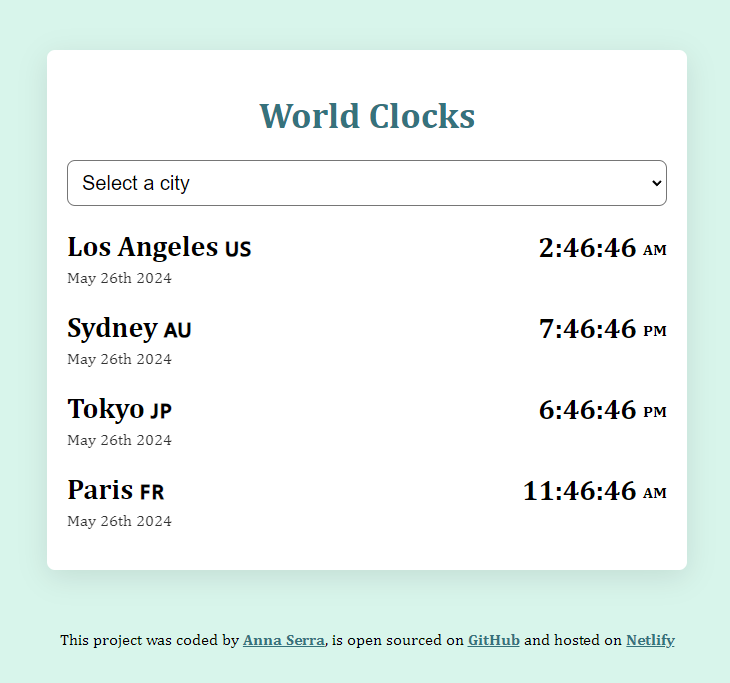 World Clocks
Select a city
Los Angeles US 2:46:46 AM
May 26th 2024
Sydney AU 7:46:46 PM
May 26th 2024
Tokyo JP 6:46:46 PM
May 26th 2024
Paris FR 11:46:46 AM
May 26th 2024
This project was coded by Anna Serra, is open sourced on GitHub and hosted on Netlify